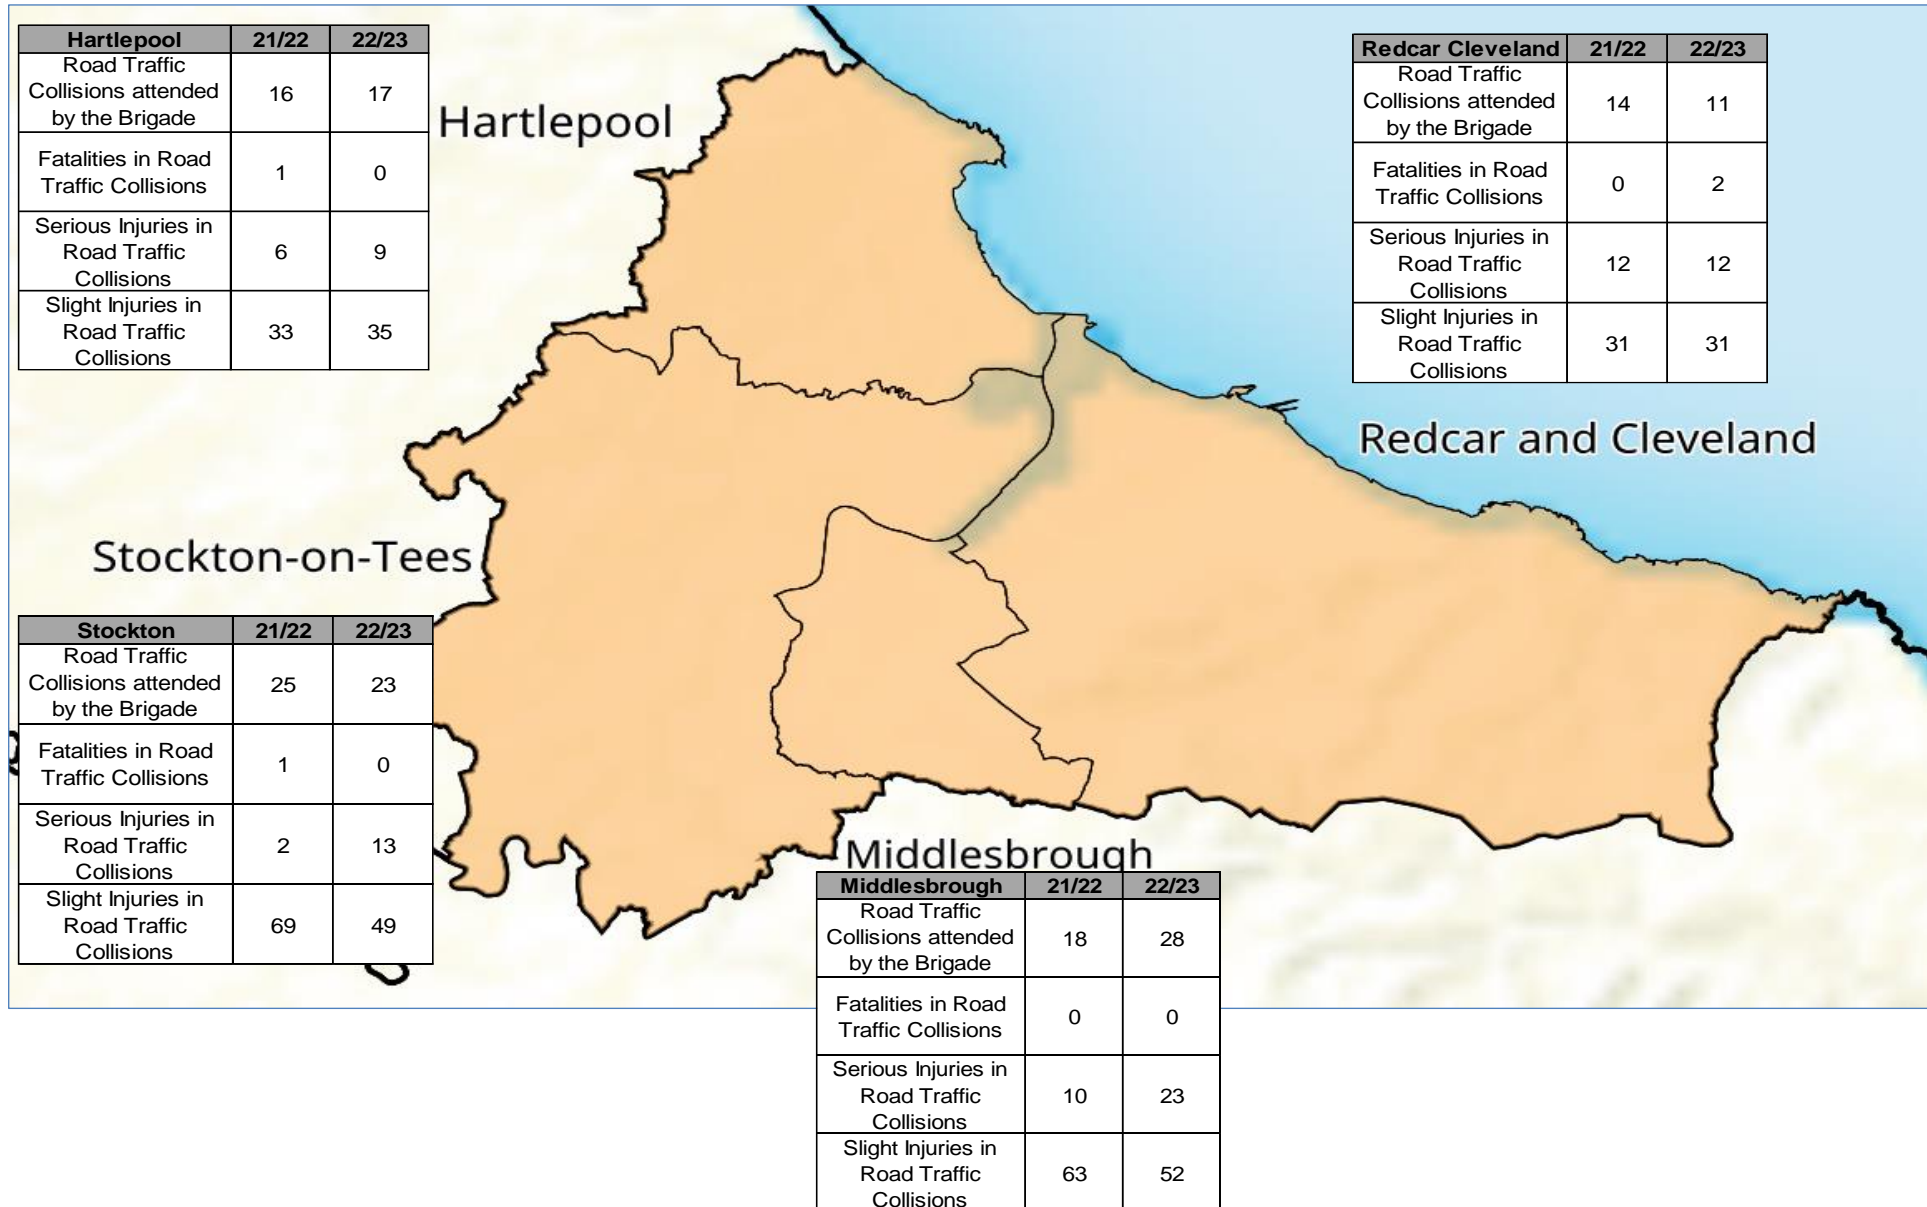 Hartlepool 21/22 22/23
Road Traffic
Collisions attended 16 17
by the Brigade
Fatalities in Road
Traffic Collisions 1 0
Serious Injuries in
Road Traffic 6 9
Collisions
Slight Injuries in
Road Traffic 33 35
Collisions
Hartlepool
Redcar Cleveland 21/22 22/23
Road Traffic
Collisions attended 14 11
by the Brigade
Fatalities in Road
Traffic Collisions 0 2
Serious Injuries in
Road Traffic 12 12
Collisions
Slight Injuries in
Road Traffic 31 31
Collisions
Redcar and Cleveland
Stockton-on-Tees
Stockton 21/22 22/23
Road Traffic
Collisions attended 25 23
by the Brigade
Fatalities in Road
Traffic Collisions 1 0
Serious Injuries in
Road Traffic 2 13
Collisions
Slight Injuries in
Road Traffic 69 49
Collisions
Middlesbrough
Middlesbrough 21/22 22/23
Road Traffic
Collisions attended 18 28
by the Brigade
Fatalities in Road
Traffic Collisions 0 0
Serious Injuries in
Road Traffic 10 23
Collisions
Slight Injuries in
Road Traffic 63 52
Collisions